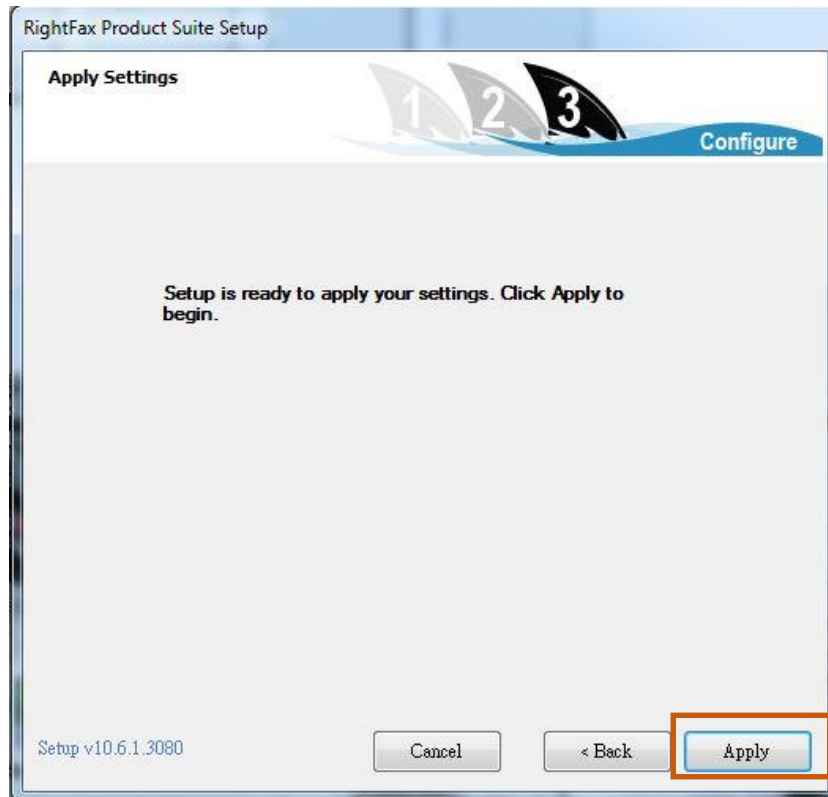 RightFax Product Suite Setup
Apply Settings
1 2 3
Configure
Setup is ready to apply your settings. Click Apply to
begin.
Setup v10.6.1.3080
Cancel
< Back
Apply